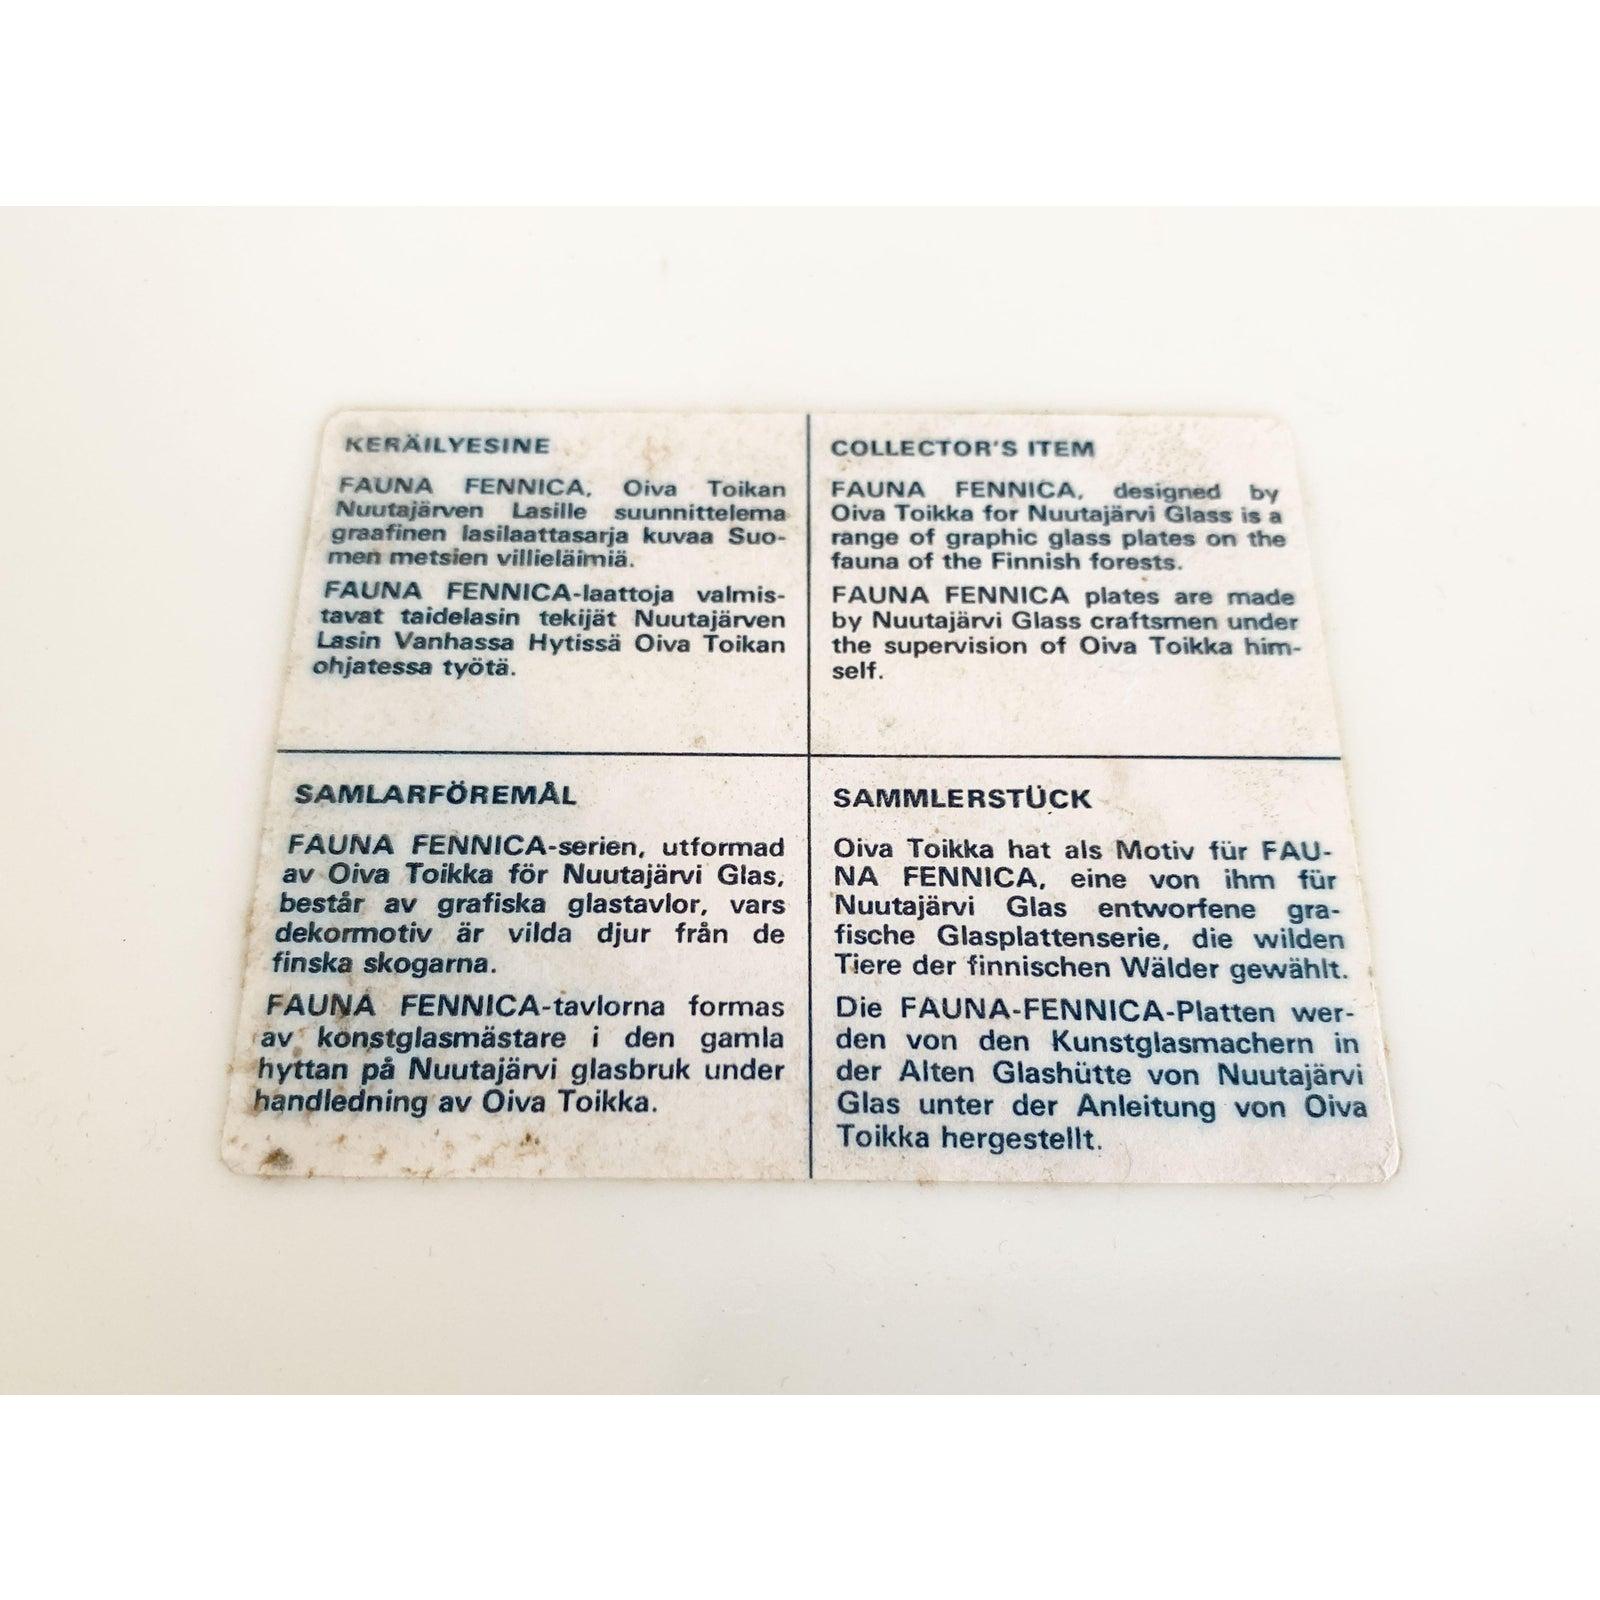 KERÄILYESINE
FAUNA FENNICA, Oiva Toikan
Nuutajärven Lasille suunnittelema
graafinen lasilaattasarja kuvaa Suo-
men metsien villieläimiä.
FAUNA FENNICA-laattoja valmis-
tavat taidelasin tekijät Nuutajärven
Lasin Vanhassa Hytissä Oiva Toikan
ohjatessa työtä.
COLLECTOR'S ITEM
FAUNA FENNICA, designed by
Oiva Toikka for Nuutajärvi Glass is a
range of graphic glass plates on the
fauna of the Finnish forests.
FAUNA FENNICA plates are made
by Nuutajärvi Glass craftsmen under
the supervision of Oiva Toikka him-
self.
SAMLARFÖREMÅL
FAUNA FENNICA-serien, utformad
av Oiva Toikka för Nuutajärvi Glas,
består av grafiska glastavlor, vars
dekormotiv är vilda djur från de
finska skogarna.
FAUNA FENNICA-tavlorna formas
av konstglasmästare i den gamla
hyttan på Nuutajärvi glasbruk under
handledning av Oiva Toikka.
SAMMLERSTÜCK
Oiva Toikka hat als Motiv für FAU-
NA FENNICA, eine von ihm für
Nuutajärvi Glas entworfene gra-
fische Glasplattenserie, die wilden
Tiere der finnischen Wälder gewählt.
Die FAUNA-FENNICA-Platten wer-
den von den Kunstglasmachern in
der Alten Glashütte von Nuutajärvi
Glas unter der Anleitung von Oiva
Toikka hergestellt.